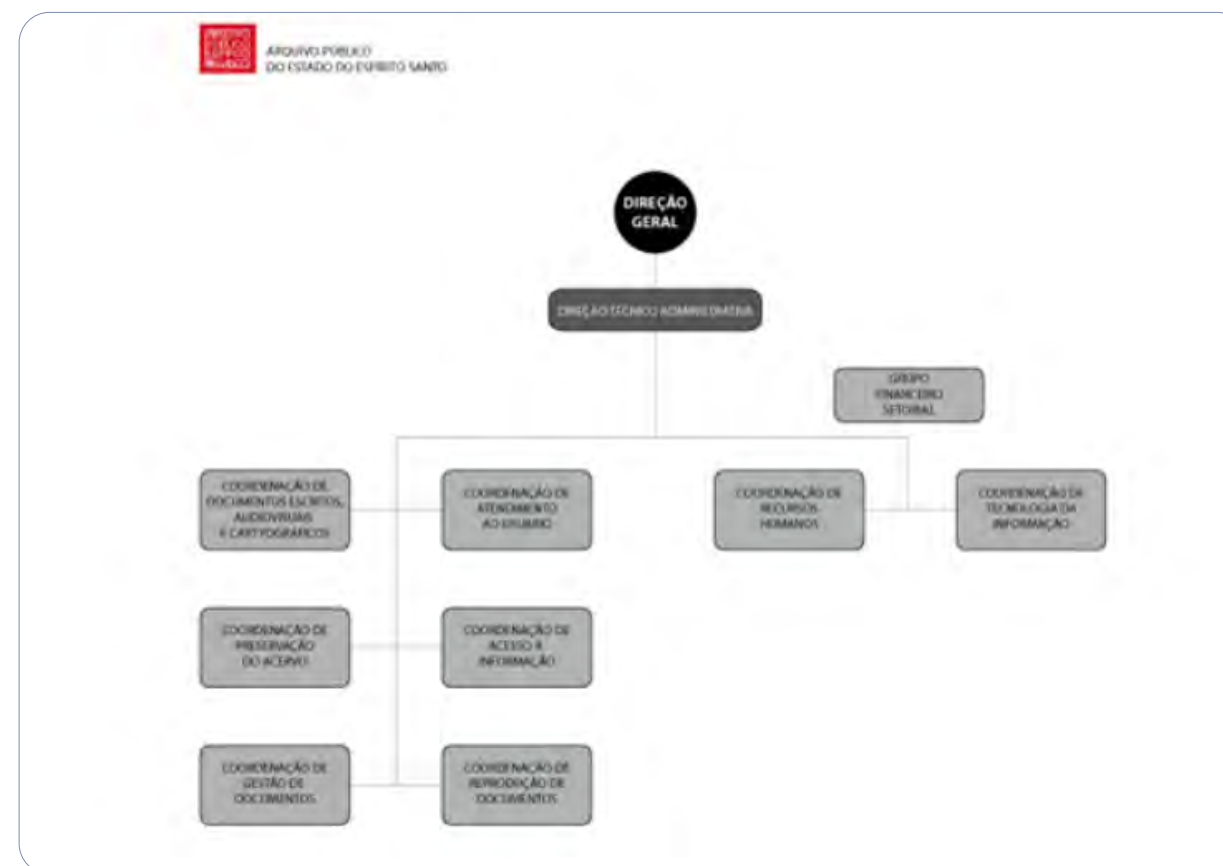 ARQUIVO PÚBLICO
DO ESTADO DO ESPÍRITO SANTO
DIREÇÃO
GERAL
DIREÇÃO TÉCNICO ADMINISTRATIVA
GRUPO
FINANCEIRO
SETORIAL
COORDENAÇÃO DE
DOCUMENTOS ESCRITOS,
AUDIOVISUAIS
E CARTYOGRÁFICOS
COORDENAÇÃO DE
ATENDIMENTO
AO USUÁRIO
COORDENAÇÃO DE
RECURSOS
HUMANOS
COORDENAÇÃO DE
TECNOLOGIA DA
INFORMAÇÃO
COORDENAÇÃO DE
PRESERVAÇÃO
DO ACERVO
COORDENAÇÃO DE
ACESSO À
INFORMAÇÃO
COORDENAÇÃO DE
GESTÃO DE
DOCUMENTOS
COORDENAÇÃO DE
REPRODUÇÃO DE
DOCUMENTOS